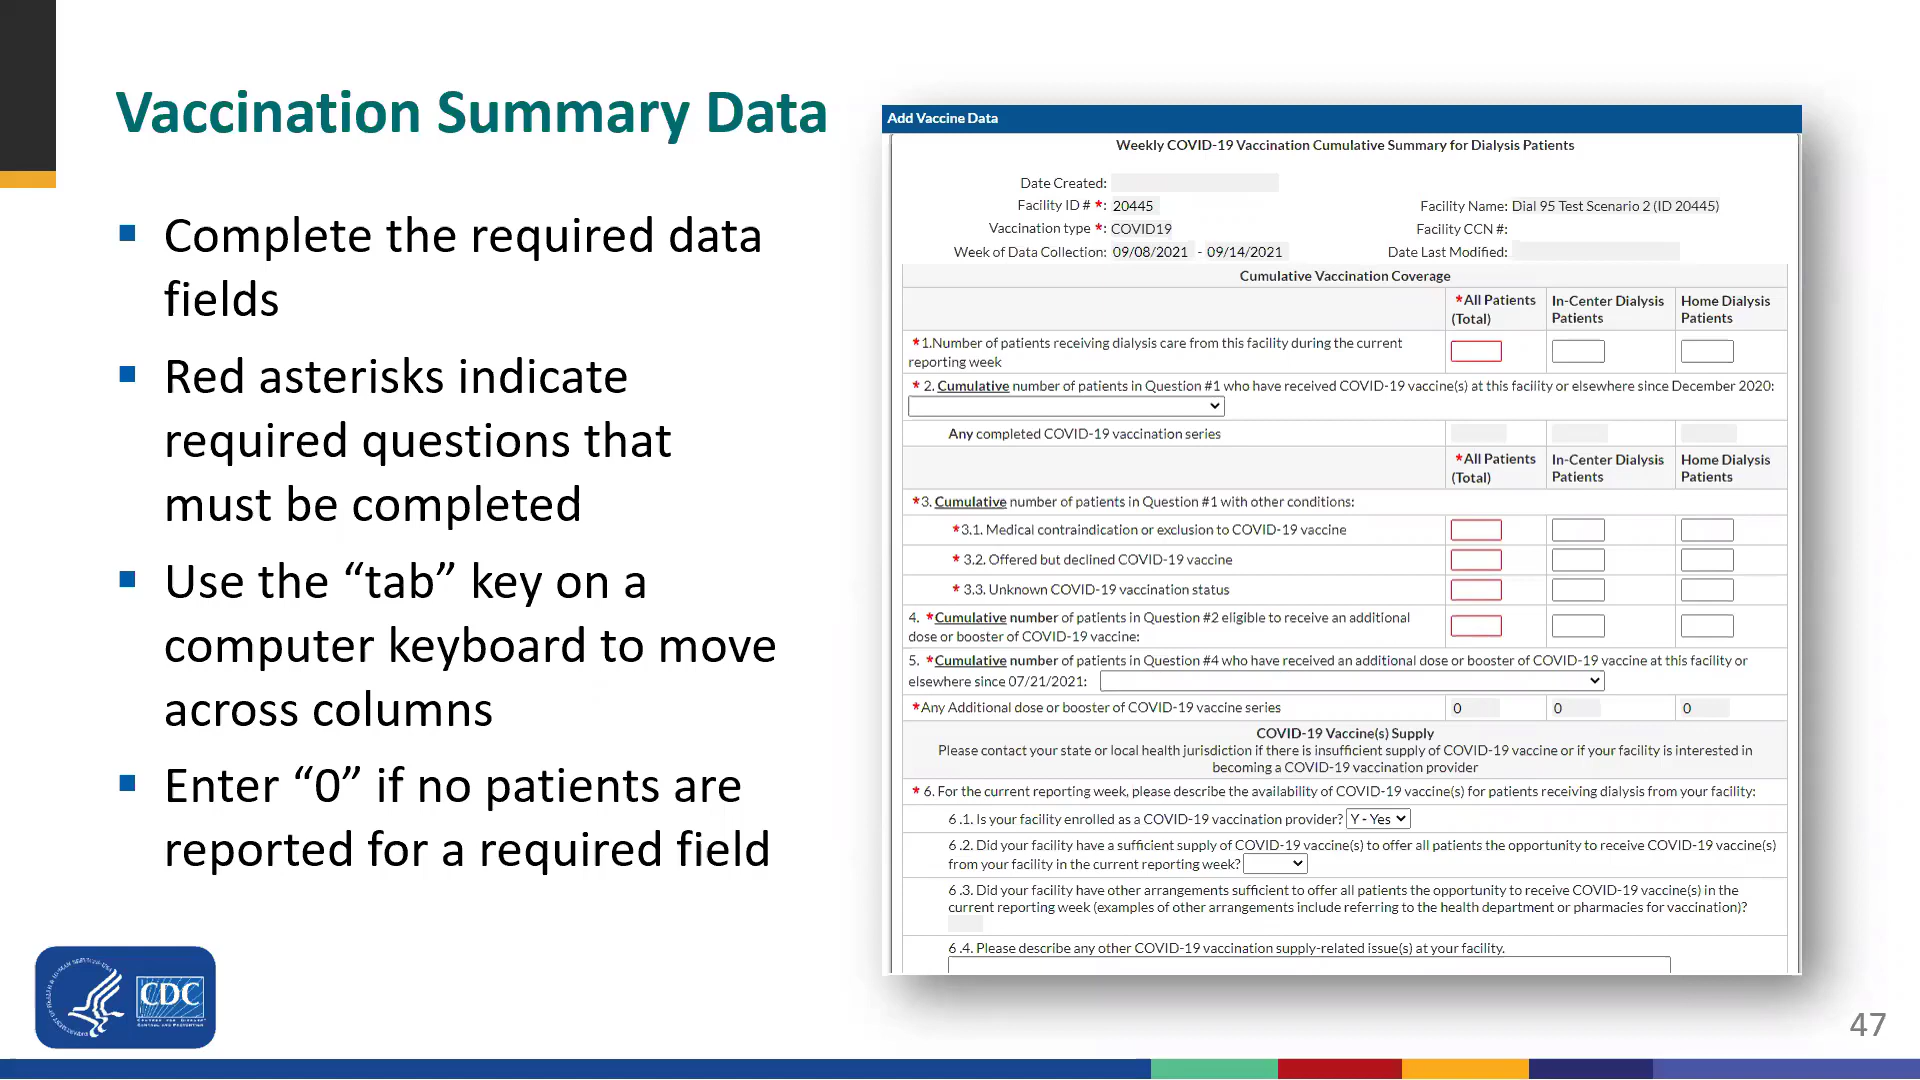 Vaccination Summary Data
Complete the required data
fields
Red asterisks indicate
required questions that
must be completed
Use the “tab” key on a
computer keyboard to move
across columns
Enter “0” if no patients are
reported for a required field
Add Vaccine Data
Weekly COVID-19 Vaccination Cumulative Summary for Dialysis Patients
Date Created:
Facility ID # *: 20445
Facility Name: Dial 95 Test Scenario 2 (ID 20445)
Vaccination type *: COVID19
Facility CCN #:
Week of Data Collection: 09/08/2021 - 09/14/2021
Date Last Modified:
Cumulative Vaccination Coverage
*All Patients (Total)
In-Center Dialysis Patients
Home Dialysis Patients
*1.Number of patients receiving dialysis care from this facility during the current
reporting week
* 2. Cumulative number of patients in Question #1 who have received COVID-19 vaccine(s) at this facility or elsewhere since December 2020:
Any completed COVID-19 vaccination series
*All Patients (Total)
In-Center Dialysis Patients
Home Dialysis Patients
*3. Cumulative number of patients in Question #1 with other conditions:
*3.1. Medical contraindication or exclusion to COVID-19 vaccine
* 3.2. Offered but declined COVID-19 vaccine
* 3.3. Unknown COVID-19 vaccination status
4. *Cumulative number of patients in Question #2 eligible to receive an additional
dose or booster of COVID-19 vaccine:
5. *Cumulative number of patients in Question #4 who have received an additional dose or booster of COVID-19 vaccine at this facility or
elsewhere since 07/21/2021:
*Any Additional dose or booster of COVID-19 vaccine series 0 0 0
COVID-19 Vaccine(s) Supply
Please contact your state or local health jurisdiction if there is insufficient supply of COVID-19 vaccine or if your facility is interested in
becoming a COVID-19 vaccination provider
* 6. For the current reporting week, please describe the availability of COVID-19 vaccine(s) for patients receiving dialysis from your facility:
6 .1. Is your facility enrolled as a COVID-19 vaccination provider? Y - Yes
6 .2. Did your facility have a sufficient supply of COVID-19 vaccine(s) to offer all patients the opportunity to receive COVID-19 vaccine(s)
from your facility in the current reporting week?
6 .3. Did your facility have other arrangements sufficient to offer all patients the opportunity to receive COVID-19 vaccine(s) in the
current reporting week (examples of other arrangements include referring to the health department or pharmacies for vaccination)?
6 .4. Please describe any other COVID-19 vaccination supply-related issue(s) at your facility.
CDC
CENTERS FOR DISEASE
CONTROL AND PREVENTION
47